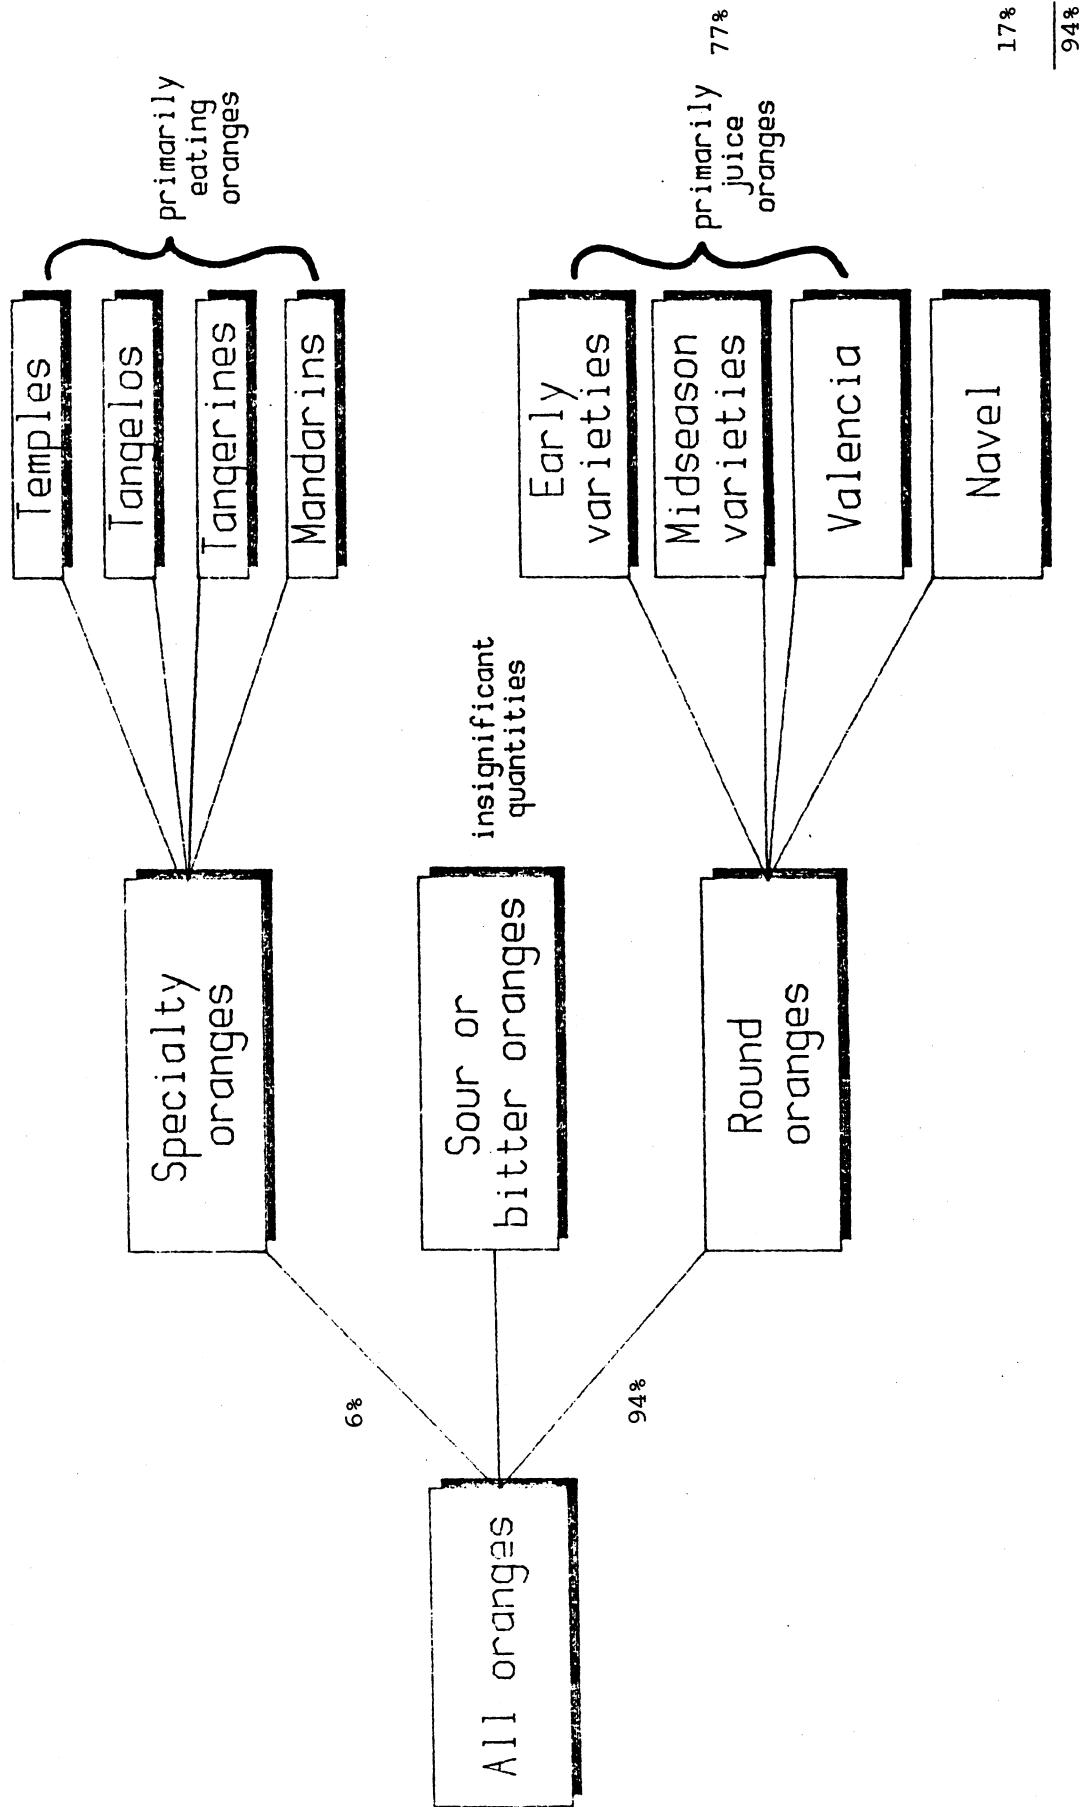 All oranges
6%
94%
Specialty
oranges
Sour or
bitter oranges
insignificant
quantities
Round
oranges
Temples
Tangelos
Tangerines
Mandarins
primarily
eating
oranges
Early
varieties
Midseason
varieties
Valencia
Navel
primarily
juice
oranges
77%
17%
94%